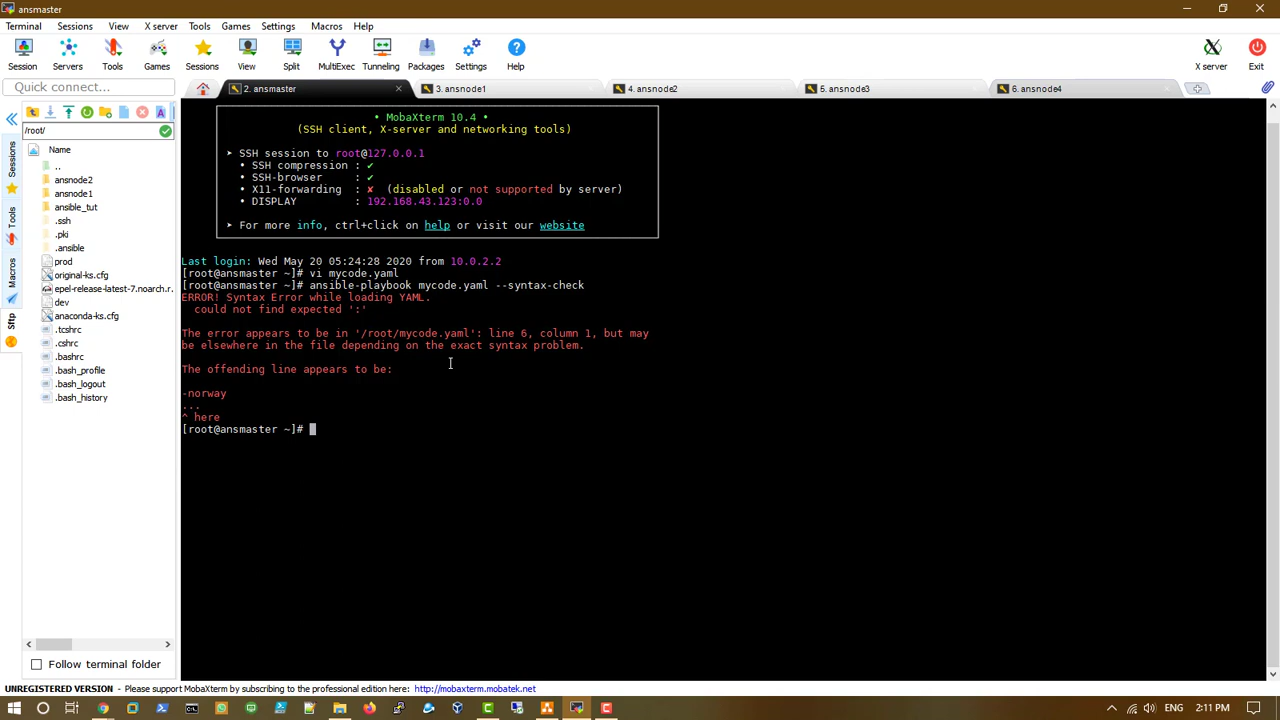 ansmaster
Terminal Sessions View X server Tools Games Settings Macros Help
Session Servers Tools Games Sessions View Split MultiExec Tunneling Packages Settings Help X server Exit
Quick connect...
2. ansmaster 3. ansnode1 4. ansnode2 5. ansnode3 6. ansnode4
/root/
Name
..
ansnode2
ansnode1
ansible_tut
.ssh
.pki
.ansible
prod
original-ks.cfg
epel-release-latest-7.noarch.r.
dev
anaconda-ks.cfg
.tcshrc
.cshrc
.bashrc
.bash_profile
.bash_logout
.bash_history
Sessions
Tools
Macros
Sftp
Follow terminal folder
• MobaXterm 10.4 •
(SSH client, X-server and networking tools)
➤ SSH session to root@127.0.0.1
• SSH compression : ✔
• SSH-browser : ✔
• X11-forwarding : ✘ (disabled or not supported by server)
• DISPLAY : 192.168.43.123:0.0
➤ For more info, ctrl+click on help or visit our website
Last login: Wed May 20 05:24:28 2020 from 10.0.2.2
[root@ansmaster ~]# vi mycode.yaml
[root@ansmaster ~]# ansible-playbook mycode.yaml --syntax-check
ERROR! Syntax Error while loading YAML.
could not find expected ':'
The error appears to be in '/root/mycode.yaml': line 6, column 1, but may
be elsewhere in the file depending on the exact syntax problem.
The offending line appears to be:
-norway
...
^ here
[root@ansmaster ~]#
UNREGISTERED VERSION - Please support MobaXterm by subscribing to the professional edition here: http://mobaxterm.mobatek.net
ENG 2:11 PM